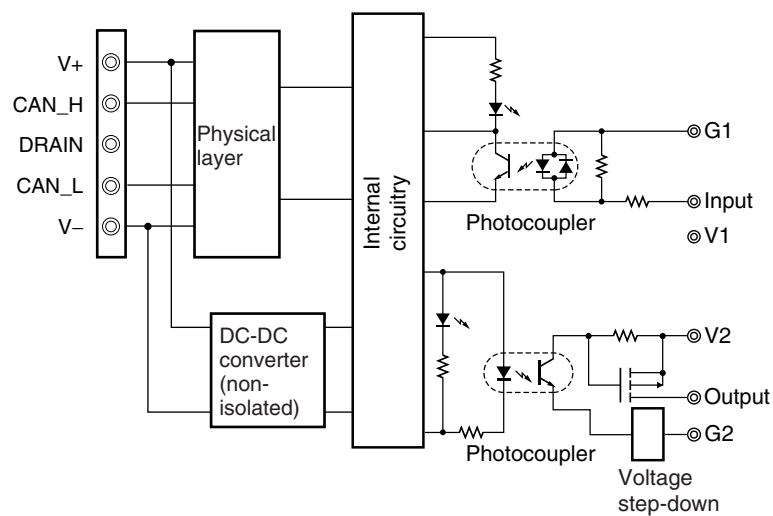 V+
CAN_H
DRAIN
CAN_L
V–
Physical
layer
DC-DC
converter
(non-
isolated)
Internal
circuitry
Photocoupler
G1
Input
V1
V2
Output
G2
Photocoupler
Voltage
step-down